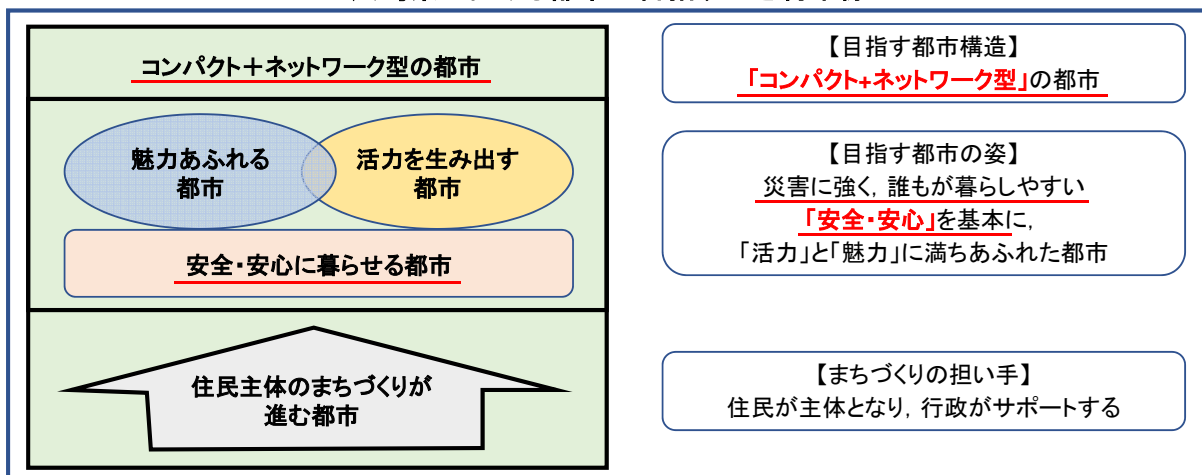 コンパクト＋ネットワーク型の都市
魅力あふれる
都市
活力を生み出す
都市
安全・安心に暮らせる都市
住民主体のまちづくりが
進む都市
【目指す都市構造】
「コンパクト+ネットワーク型」の都市
【目指す都市の姿】
災害に強く，誰もが暮らしやすい
「安全・安心」を基本に，
「活力」と「魅力」に満ちあふれた都市
【まちづくりの担い手】
住民が主体となり，行政がサポートする